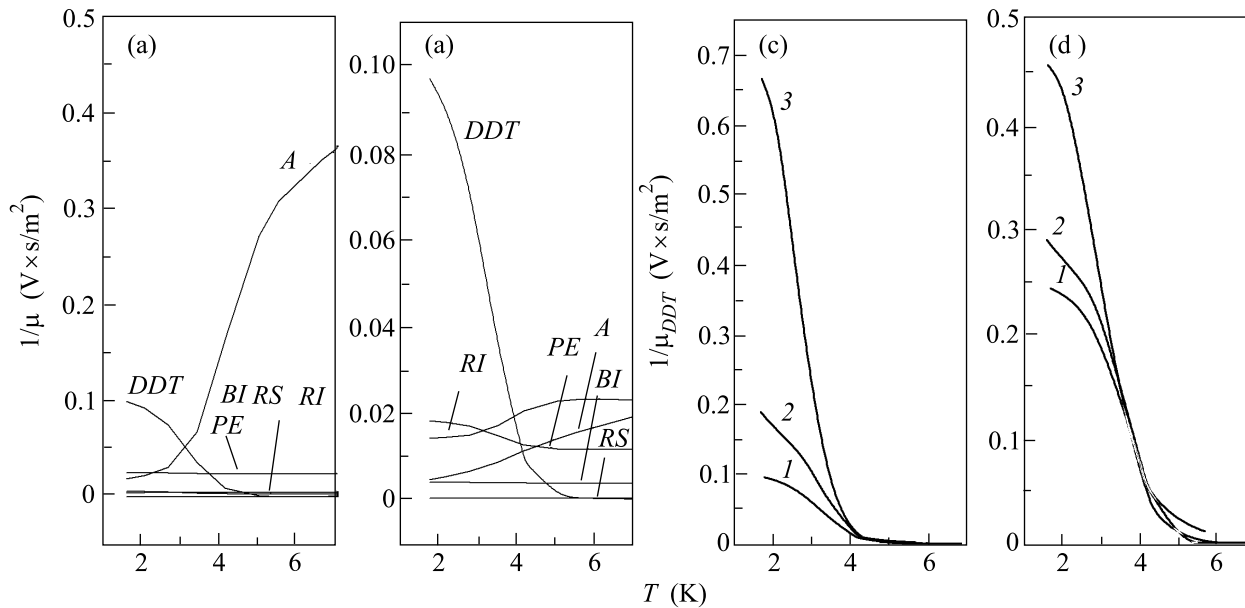 (a)
1/μ (V×s/m²)
0.5
0.4
0.3
0.2
0.1
0
A
DDT
BI RS RI
PE
2 4 6
(a)
0.10
0.08
0.06
0.04
0.02
0
DDT
A
PE
BI
RI
RS
2 4 6
(c)
1/μDDT (V×s/m²)
0.7
0.6
0.5
0.4
0.3
0.2
0.1
0
3
2
1
2 4 6
(d )
0.5
0.4
0.3
0.2
0.1
0
3
2
1
2 4 6
T (K)